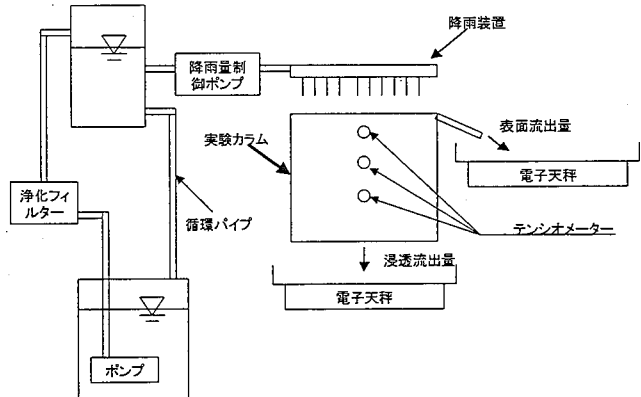 降雨装置
降雨量制
御ポンプ
実験カラム
表面流出量
電子天秤
浄化フィ
ルター
循環パイプ
テンシオメーター
浸透流出量
電子天秤
ポンプ